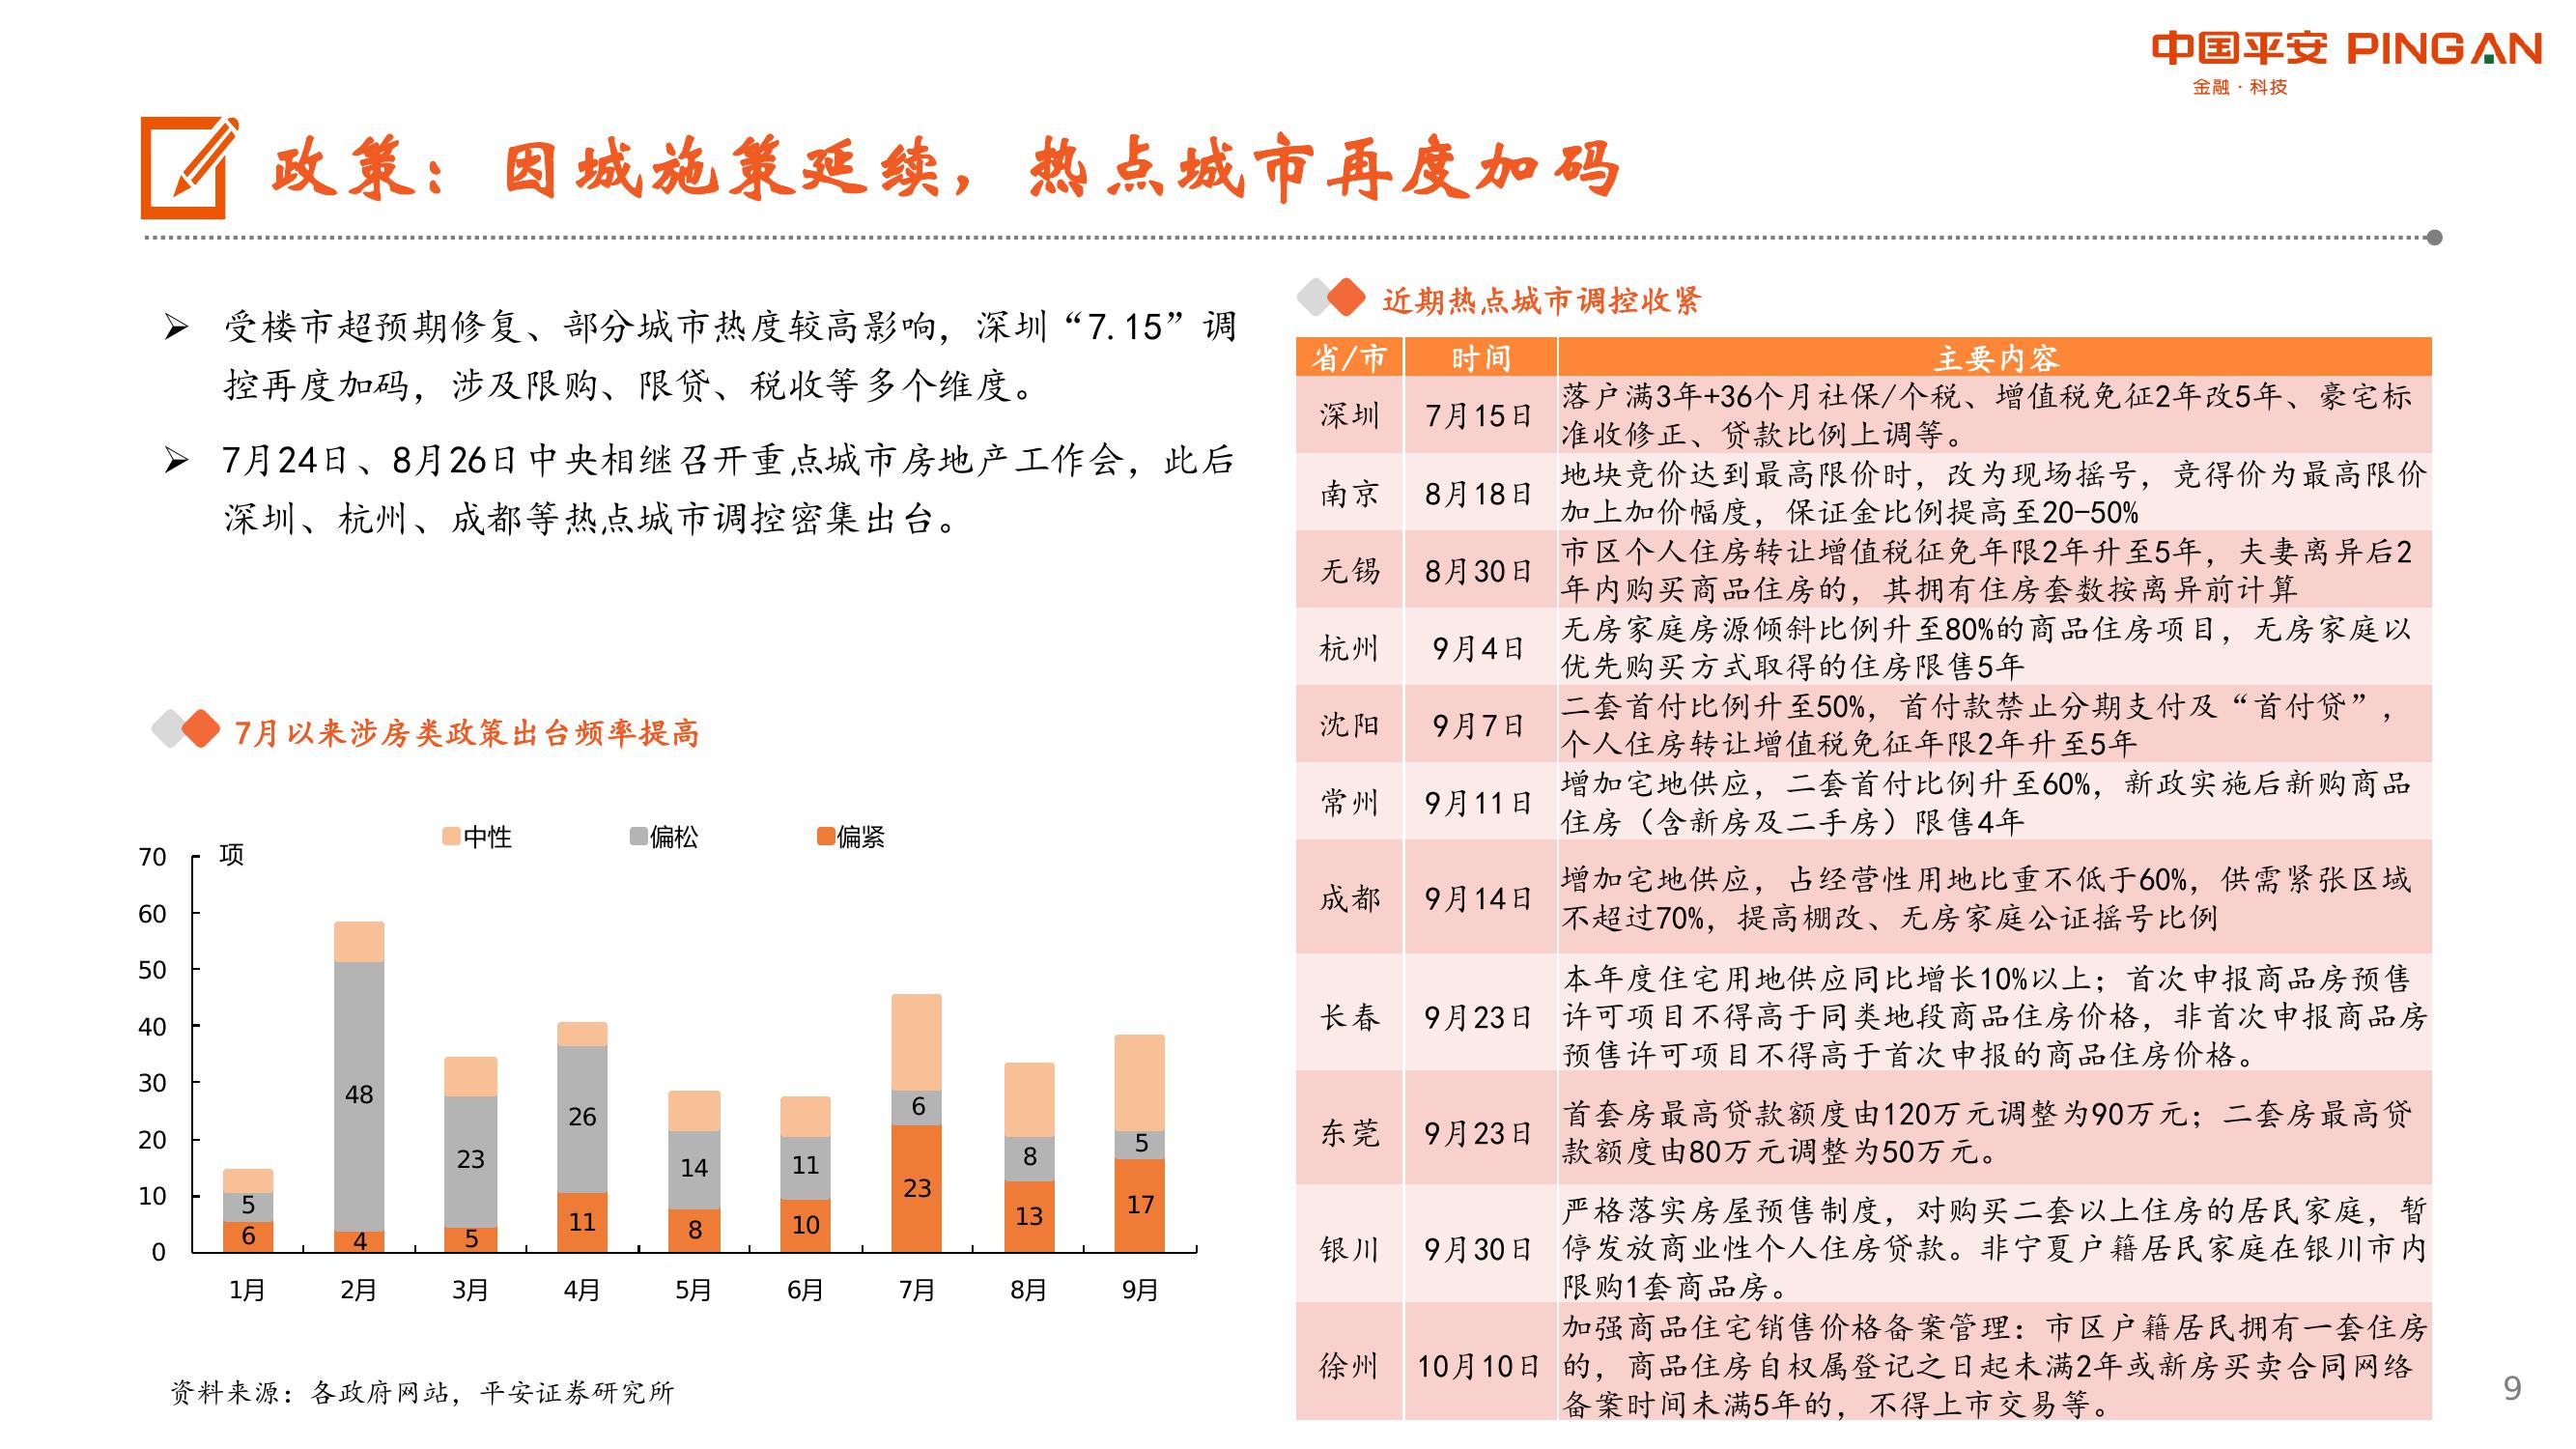 中国平安 PINGAN
金融·科技
政策：因城施策延续，热点城市再度加码
受楼市超预期修复、部分城市热度较高影响，深圳“7.15”调
控再度加码，涉及限购、限贷、税收等多个维度。
7月24日、8月26日中央相继召开重点城市房地产工作会，此后
深圳、杭州、成都等热点城市调控密集出台。
7月以来涉房类政策出台频率提高
中性 偏松 偏紧
项
70
60
50
40
30
20
10
0
5
6
48
4
23
5
26
11
14
8
11
10
6
23
8
13
5
17
1月 2月 3月 4月 5月 6月 7月 8月 9月
资料来源：各政府网站，平安证券研究所
近期热点城市调控收紧
省/市 时间 主要内容
深圳 7月15日
落户满3年+36个月社保/个税、增值税免征2年改5年、豪宅标
准收修正、贷款比例上调等。
南京 8月18日
地块竞价达到最高限价时，改为现场摇号，竞得价为最高限价
加上加价幅度，保证金比例提高至20-50%
无锡 8月30日
市区个人住房转让增值税征免年限2年升至5年，夫妻离异后2
年内购买商品住房的，其拥有住房套数按离异前计算
杭州 9月4日
无房家庭房源倾斜比例升至80%的商品住房项目，无房家庭以
优先购买方式取得的住房限售5年
沈阳 9月7日
二套首付比例升至50%，首付款禁止分期支付及“首付贷”，
个人住房转让增值税免征年限2年升至5年
常州 9月11日
增加宅地供应，二套首付比例升至60%，新政实施后新购商品
住房（含新房及二手房）限售4年
成都 9月14日
增加宅地供应，占经营性用地比重不低于60%，供需紧张区域
不超过70%，提高棚改、无房家庭公证摇号比例
长春 9月23日
本年度住宅用地供应同比增长10%以上；首次申报商品房预售
许可项目不得高于同类地段商品住房价格，非首次申报商品房
预售许可项目不得高于首次申报的商品住房价格。
东莞 9月23日
首套房最高贷款额度由120万元调整为90万元；二套房最高贷
款额度由80万元调整为50万元。
银川 9月30日
严格落实房屋预售制度，对购买二套以上住房的居民家庭，暂
停发放商业性个人住房贷款。非宁夏户籍居民家庭在银川市内
限购1套商品房。
徐州 10月10日
加强商品住宅销售价格备案管理：市区户籍居民拥有一套住房
的，商品住房自权属登记之日起未满2年或新房买卖合同网络
备案时间未满5年的，不得上市交易等。
9